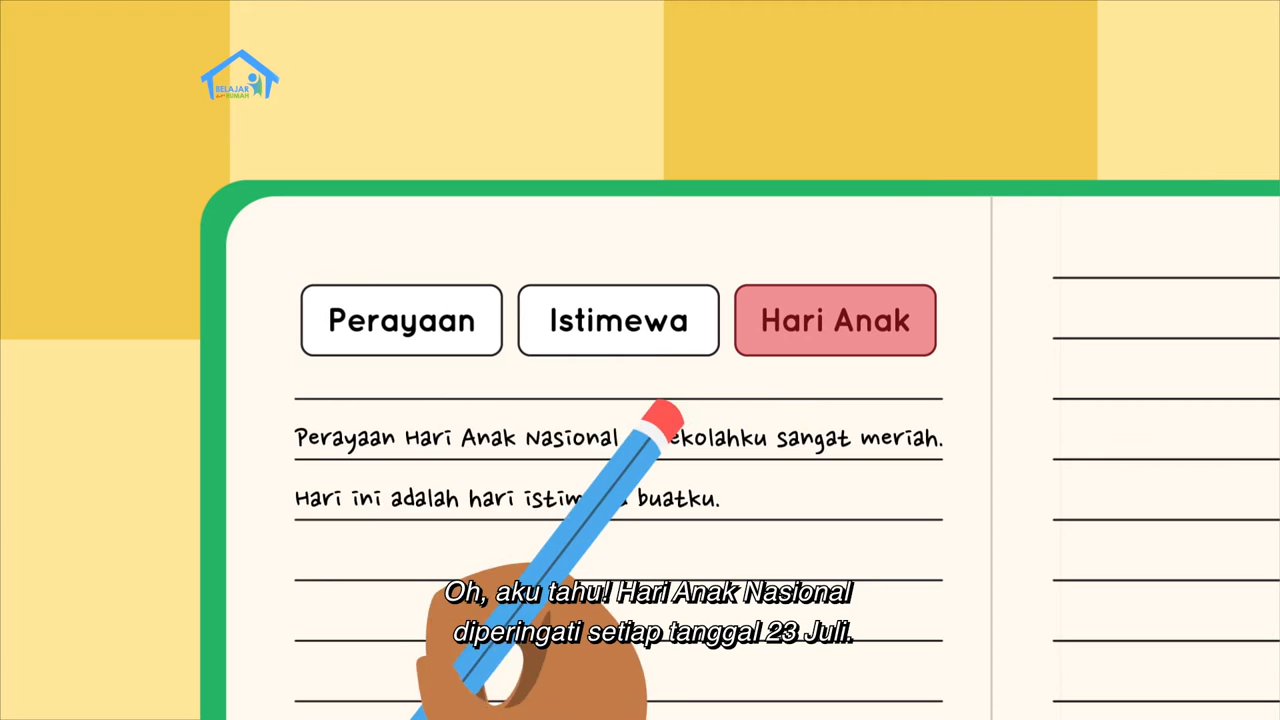 BELAJAR
RUMAH
Perayaan Istimewa Hari Anak
Perayaan Hari Anak Nasional ekolahku sangat meriah.
Hari ini adalah hari istim buatku.
Oh, aku tahu! Hari Anak Nasional
diperingati setiap tanggal 23 Juli.